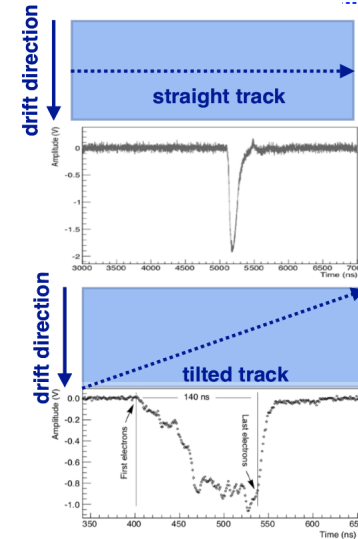 drift direction
straight track
Amplitude (V)
0
-0.5
-1
-1.5
-2
3000 3500 4000 4500 5000 5500 6000 6500 700
Time (ns)
drift direction
tilted track
Amplitude (V)
0.0
-0.2
-0.4
-0.6
-0.8
-1.0
140 ns
First electrons
Last electrons
350 400 450 500 550 600 65
Time (ns)